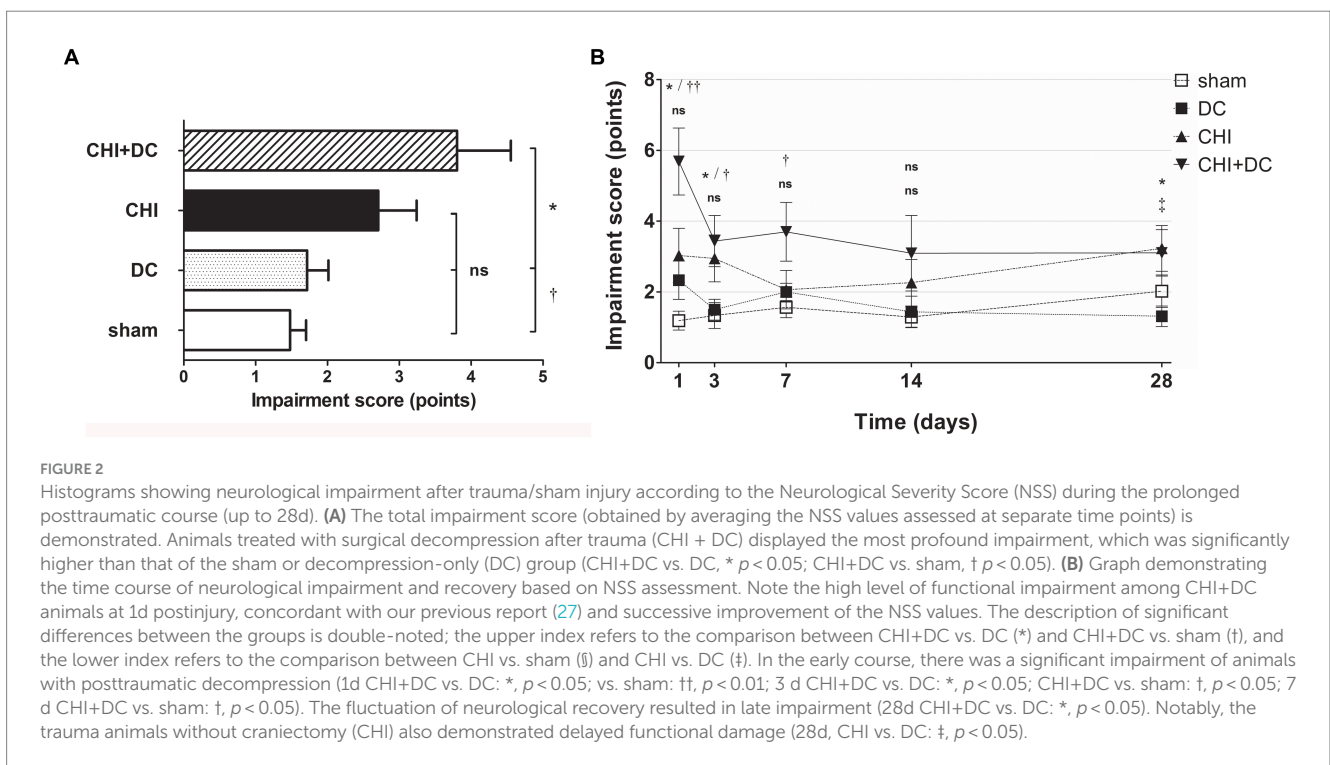 A
CHI+DC
CHI
DC
sham
ns
*
†
0 1 2 3 4 5
Impairment score (points)
B
Impairment score (points)
8
6
4
2
0
* / ††
ns
* / †
ns
†
ns
ns
ns
*
‡
1 3 7 14 28
Time (days)
sham
DC
CHI
CHI+DC
FIGURE 2
Histograms showing neurological impairment after trauma/sham injury according to the Neurological Severity Score (NSS) during the prolonged
posttraumatic course (up to 28d). (A) The total impairment score (obtained by averaging the NSS values assessed at separate time points) is
demonstrated. Animals treated with surgical decompression after trauma (CHI + DC) displayed the most profound impairment, which was significantly
higher than that of the sham or decompression-only (DC) group (CHI+DC vs. DC, * p < 0.05; CHI+DC vs. sham, † p < 0.05). (B) Graph demonstrating
the time course of neurological impairment and recovery based on NSS assessment. Note the high level of functional impairment among CHI+DC
animals at 1d postinjury, concordant with our previous report (27) and successive improvement of the NSS values. The description of significant
differences between the groups is double-noted; the upper index refers to the comparison between CHI+DC vs. DC (*) and CHI+DC vs. sham (†), and
the lower index refers to the comparison between CHI vs. sham (§) and CHI vs. DC (‡). In the early course, there was a significant impairment of animals
with posttraumatic decompression (1d CHI+DC vs. DC: *, p < 0.05; vs. sham: ††, p < 0.01; 3 d CHI+DC vs. DC: *, p < 0.05; CHI+DC vs. sham: †, p < 0.05; 7
d CHI+DC vs. sham: †, p < 0.05). The fluctuation of neurological recovery resulted in late impairment (28d CHI+DC vs. DC: *, p < 0.05). Notably, the
trauma animals without craniectomy (CHI) also demonstrated delayed functional damage (28d, CHI vs. DC: ‡, p < 0.05).